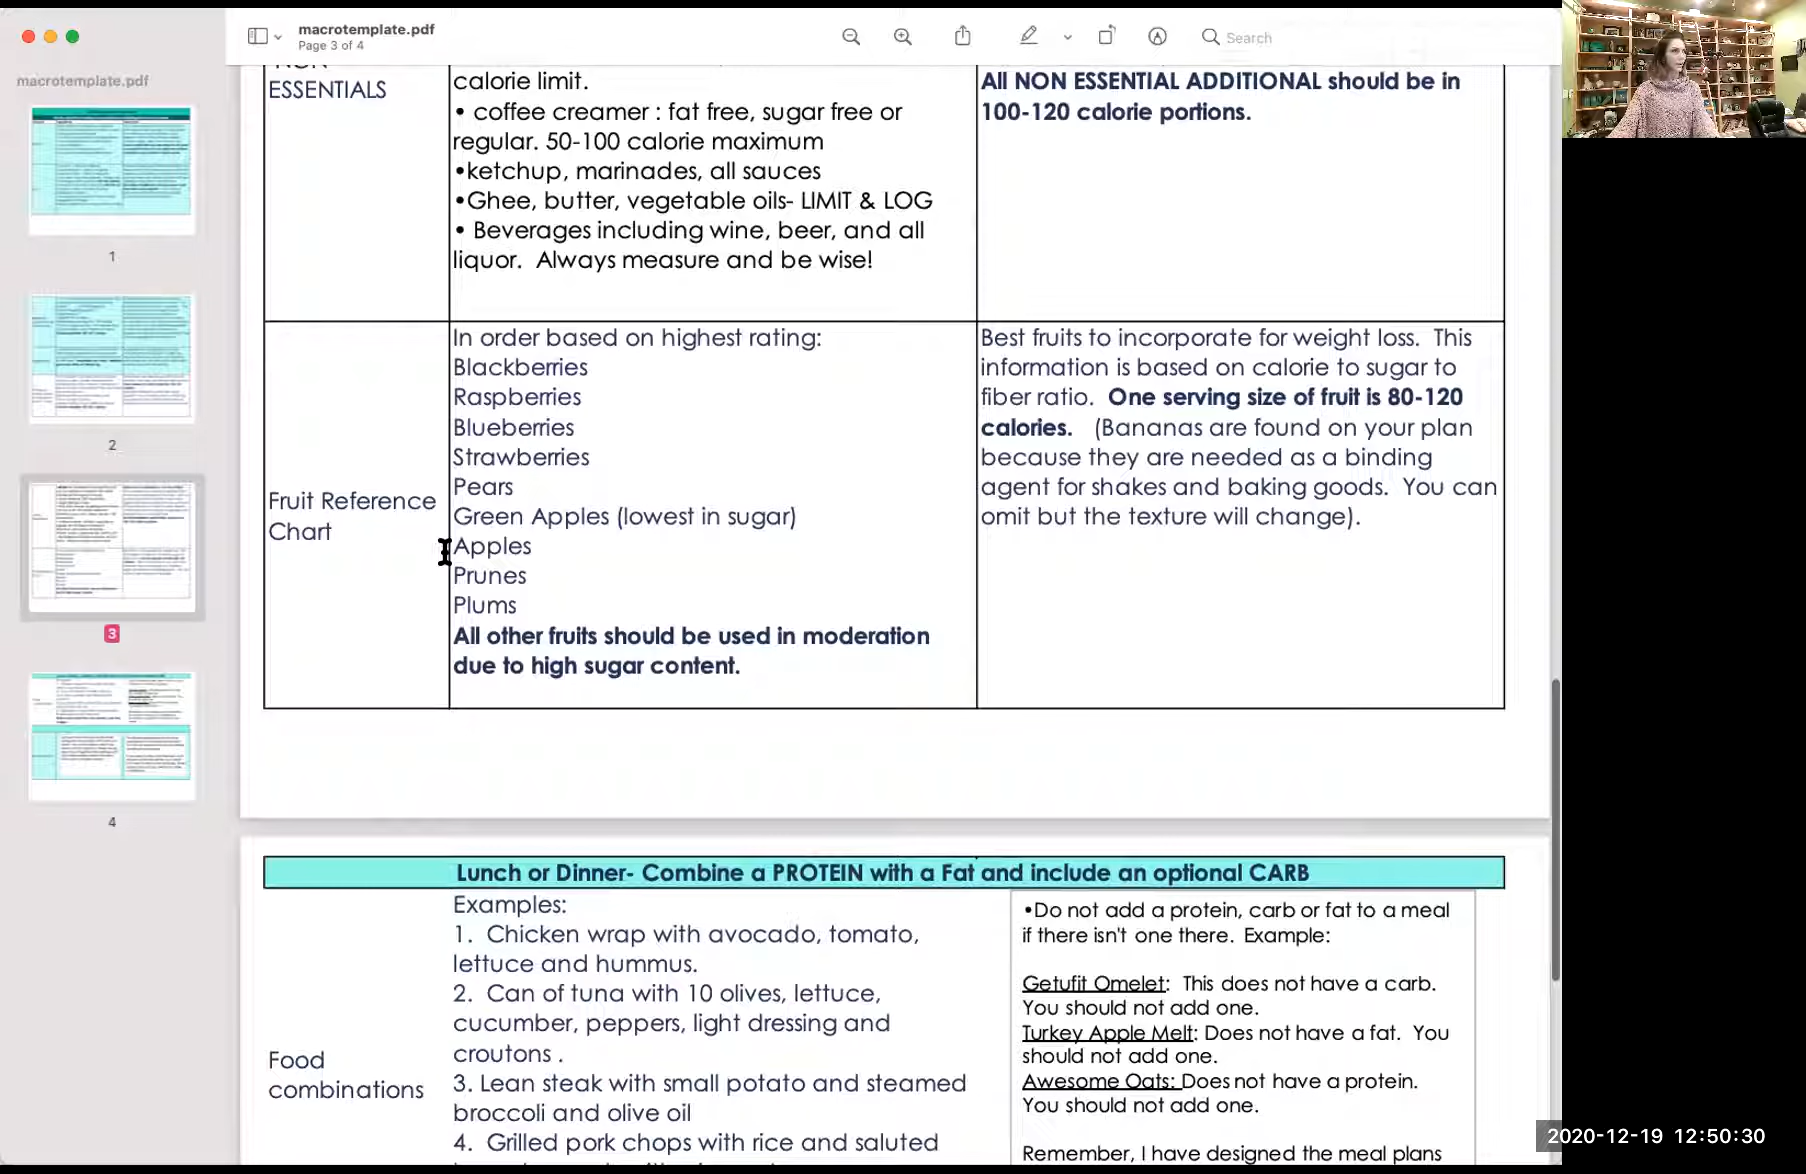 macrotemplate.pdf
Page 3 of 4
Search
macrotemplate.pdf
1
2
3
4
NON
ESSENTIALS
calorie limit.
• coffee creamer : fat free, sugar free or
regular. 50-100 calorie maximum
•ketchup, marinades, all sauces
•Ghee, butter, vegetable oils- LIMIT & LOG
• Beverages including wine, beer, and all
liquor.  Always measure and be wise!
All NON ESSENTIAL ADDITIONAL should be in
100-120 calorie portions.
Fruit Reference
Chart
In order based on highest rating:
Blackberries
Raspberries
Blueberries
Strawberries
Pears
Green Apples (lowest in sugar)
Apples
Prunes
Plums
All other fruits should be used in moderation
due to high sugar content.
Best fruits to incorporate for weight loss.  This
information is based on calorie to sugar to
fiber ratio.  One serving size of fruit is 80-120
calories.   (Bananas are found on your plan
because they are needed as a binding
agent for shakes and baking goods.  You can
omit but the texture will change).
Lunch or Dinner- Combine a PROTEIN with a Fat and include an optional CARB
Food
combinations
Examples:
1.  Chicken wrap with avocado, tomato,
lettuce and hummus.
2.  Can of tuna with 10 olives, lettuce,
cucumber, peppers, light dressing and
croutons .
3. Lean steak with small potato and steamed
broccoli and olive oil
4.  Grilled pork chops with rice and saluted
•Do not add a protein, carb or fat to a meal
if there isn't one there.  Example:
Getufit Omelet:  This does not have a carb.
You should not add one.
Turkey Apple Melt: Does not have a fat.  You
should not add one.
Awesome Oats: Does not have a protein.
You should not add one.
Remember, I have designed the meal plans
2020-12-19 12:50:30